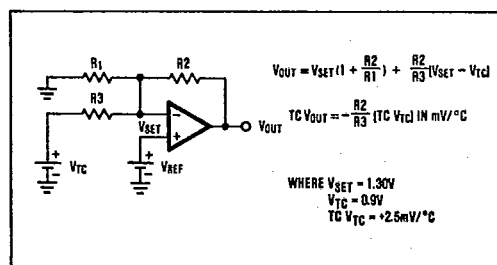 R1
R2
R3
VSET
VTC
VREF
VOUT
VOUT = VSET (1 + R2/R1) + R2/R3 (VSET – VTC)
TC VOUT = – R2/R3 (TC VTC) IN mV/°C
WHERE VSET = 1.30V
VTC = 0.9V
TC VTC = +2.5mV/°C